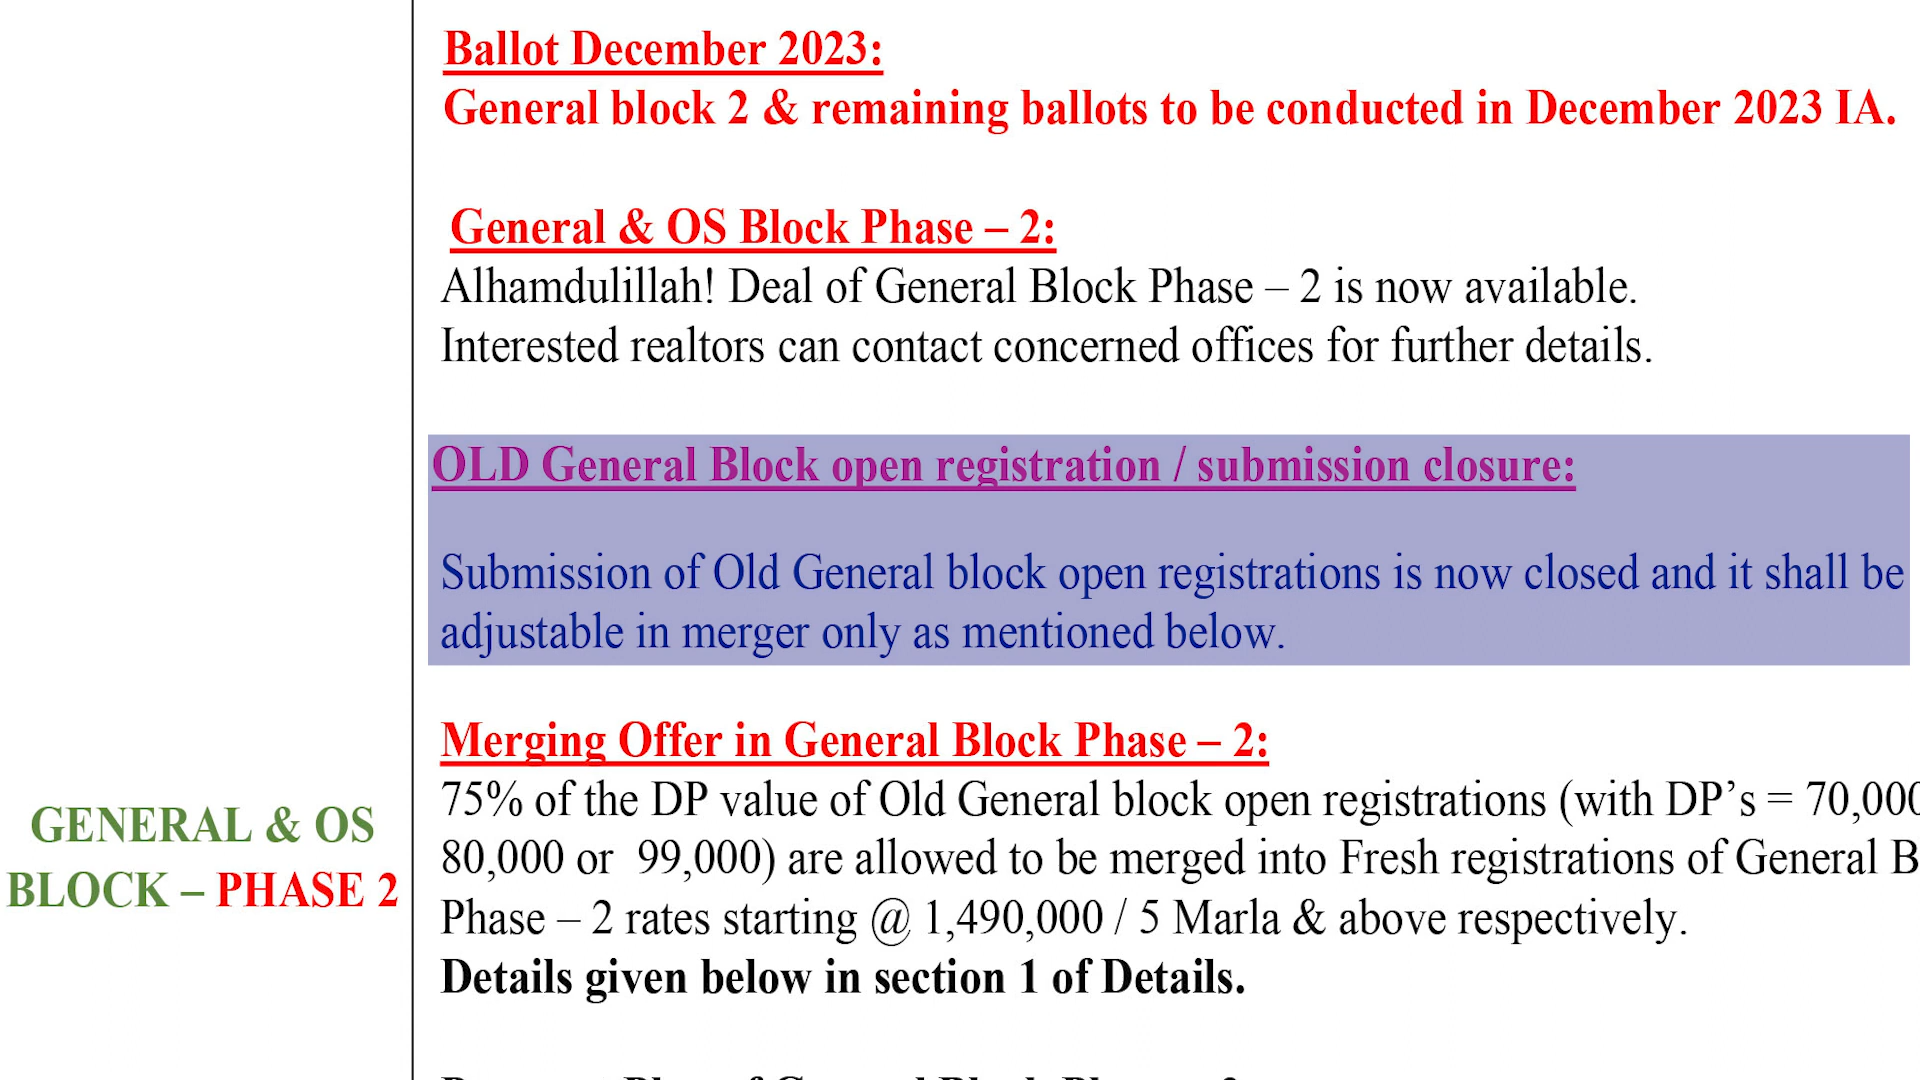 Ballot December 2023:
General block 2 & remaining ballots to be conducted in December 2023 IA.
General & OS Block Phase – 2:
Alhamdulillah! Deal of General Block Phase – 2 is now available.
Interested realtors can contact concerned offices for further details.
OLD General Block open registration / submission closure:
Submission of Old General block open registrations is now closed and it shall be
adjustable in merger only as mentioned below.
Merging Offer in General Block Phase – 2:
75% of the DP value of Old General block open registrations (with DP’s = 70,000
80,000 or 99,000) are allowed to be merged into Fresh registrations of General B
Phase – 2 rates starting @ 1,490,000 / 5 Marla & above respectively.
Details given below in section 1 of Details.
GENERAL & OS
BLOCK – PHASE 2